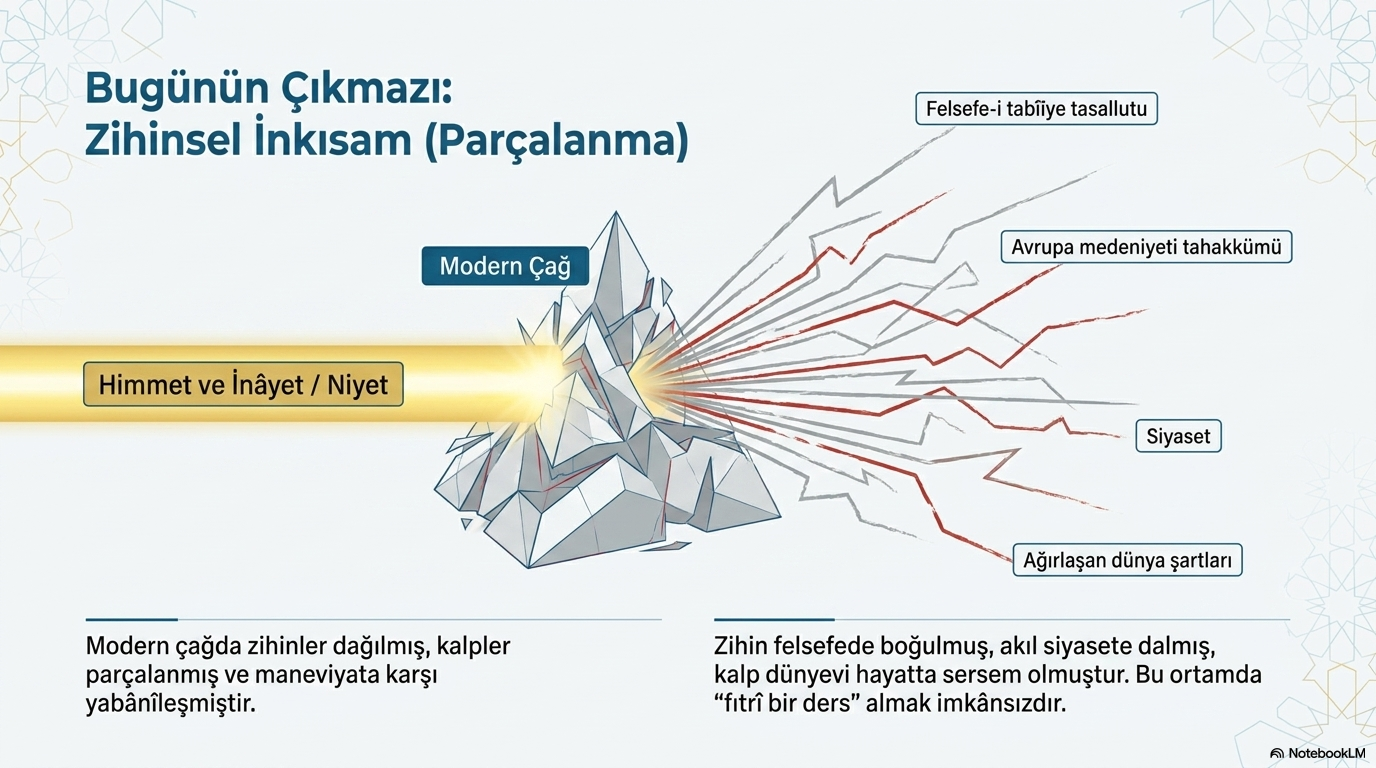 Bugünün Çıkmazı:
Zihinsel İnkısam (Parçalanma)
Felsefe-i tabîiye tasallutu
Modern Çağ
Avrupa medeniyeti tahakkümü
Himmet ve İnâyet / Niyet
Siyaset
Ağırlaşan dünya şartları
Modern çağda zihinler dağılmış, kalpler
parçalanmış ve maneviyata karşı
yabânîleşmiştir.
Zihin felsefede boğulmuş, akıl siyasete dalmış,
kalp dünyevi hayatta sersem olmuştur. Bu ortamda
“fıtrî bir ders” almak imkânsızdır.
NotebookLM